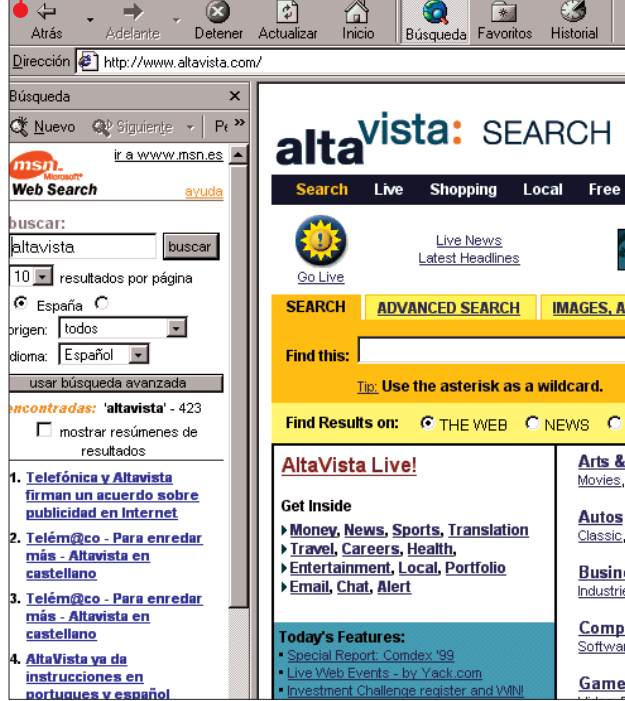 Atrás Adelante Detener Actualizar Inicio Búsqueda Favoritos Historial
Dirección http://www.altavista.com/
Búsqueda
Nuevo Siguiente
msn.
Microsoft®
Web Search
ir a www.msn.es
ayuda
buscar:
altavista buscar
10 resultados por página
España
origen: todos
idioma: Español
usar búsqueda avanzada
encontradas: 'altavista' - 423
mostrar resúmenes de
resultados
1. Telefónica y Altavista
firman un acuerdo sobre
publicidad en Internet
2. Telém@co - Para enredar
más - Altavista en
castellano
3. Telém@co - Para enredar
más - Altavista en
castellano
4. AltaVista ya da
instrucciones en
portugues y español
altavista: SEARCH
Search Live Shopping Local Free
Go Live
Live News
Latest Headlines
SEARCH ADVANCED SEARCH IMAGES, A
Find this:
Tip: Use the asterisk as a wildcard.
Find Results on: THE WEB NEWS
AltaVista Live!
Get Inside
Money, News, Sports, Translation
Travel, Careers, Health,
Entertainment, Local, Portfolio
Email, Chat, Alert
Today's Features:
Special Report: Comdex '99
Live Web Events - by Yack.com
Investment Challenge register and WIN!
Arts &
Movies,
Autos
Classic,
Busin
Industrie
Comp
Softwar
Game